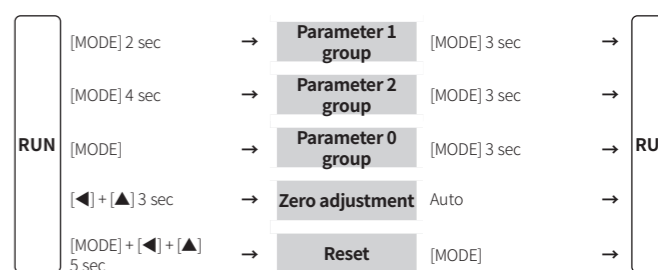 [MODE] 2 sec → Parameter 1 group [MODE] 3 sec →
[MODE] 4 sec → Parameter 2 group [MODE] 3 sec →
RUN [MODE] → Parameter 0 group [MODE] 3 sec → RU
[◀] + [▲] 3 sec → Zero adjustment Auto →
[MODE] + [◀] + [▲] 5 sec → Reset [MODE] →